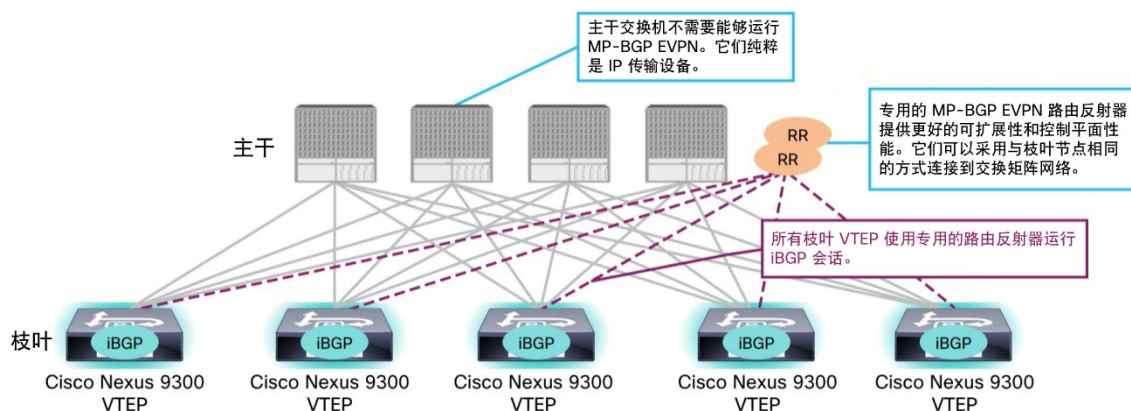 主干交换机不需要能够运行
MP-BGP EVPN。它们纯粹
是 IP 传输设备。
专用的 MP-BGP EVPN 路由反射器
提供更好的可扩展性和控制平面性
能。它们可以采用与枝叶节点相同
的方式连接到交换矩阵网络。
主干
RR
RR
所有枝叶 VTEP 使用专用的路由反射器运行
iBGP 会话。
枝叶
iBGP
iBGP
iBGP
iBGP
iBGP
Cisco Nexus 9300
VTEP
Cisco Nexus 9300
VTEP
Cisco Nexus 9300
VTEP
Cisco Nexus 9300
VTEP
Cisco Nexus 9300
VTEP